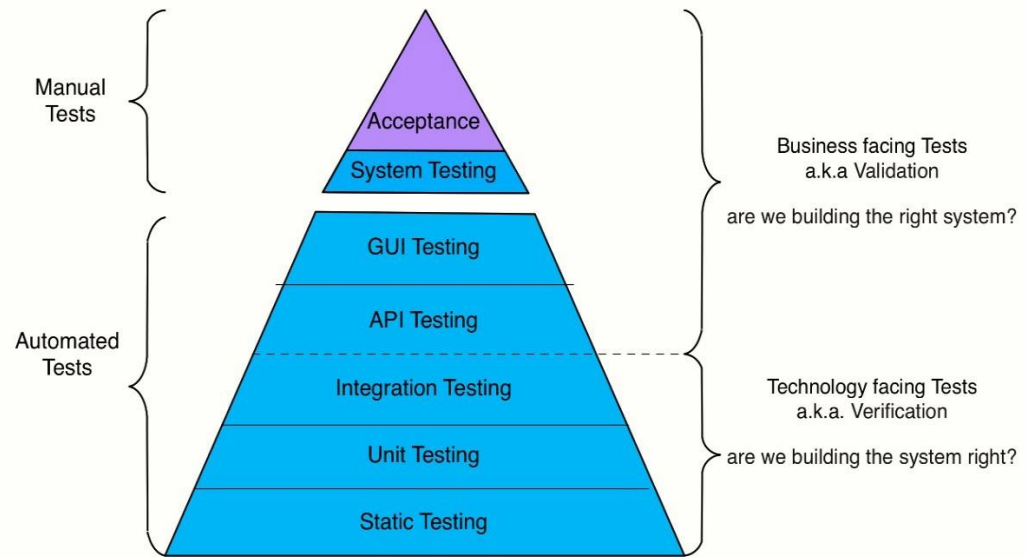 Manual
Tests
Acceptance
System Testing
Business facing Tests
a.k.a Validation
are we building the right system?
GUI Testing
API Testing
Automated
Tests
Integration Testing
Technology facing Tests
a.k.a. Verification
Unit Testing
are we building the system right?
Static Testing